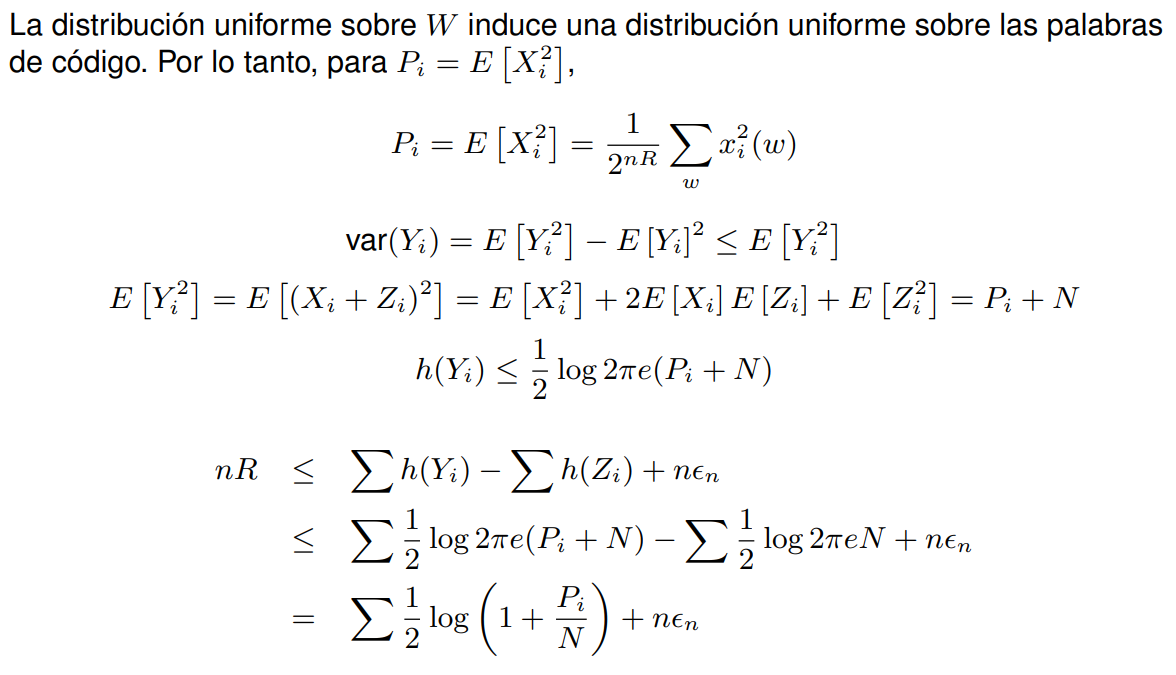 La distribución uniforme sobre $W$ induce una distribución uniforme sobre las palabras
de código. Por lo tanto, para $P_i = E\left[X_i^2\right]$,
$P_i = E\left[X_i^2\right] = \frac{1}{2^{nR}} \sum_w x_i^2(w)$
$\text{var}(Y_i) = E\left[Y_i^2\right] - E\left[Y_i\right]^2 \leq E\left[Y_i^2\right]$
$E\left[Y_i^2\right] = E\left[(X_i + Z_i)^2\right] = E\left[X_i^2\right] + 2E\left[X_i\right]E\left[Z_i\right] + E\left[Z_i^2\right] = P_i + N$
$h(Y_i) \leq \frac{1}{2} \log 2\pi e(P_i + N)$
$nR \leq \sum h(Y_i) - \sum h(Z_i) + n\epsilon_n$
$\leq \sum \frac{1}{2} \log 2\pi e(P_i + N) - \sum \frac{1}{2} \log 2\pi e N + n\epsilon_n$
$= \sum \frac{1}{2} \log \left(1 + \frac{P_i}{N}\right) + n\epsilon_n$